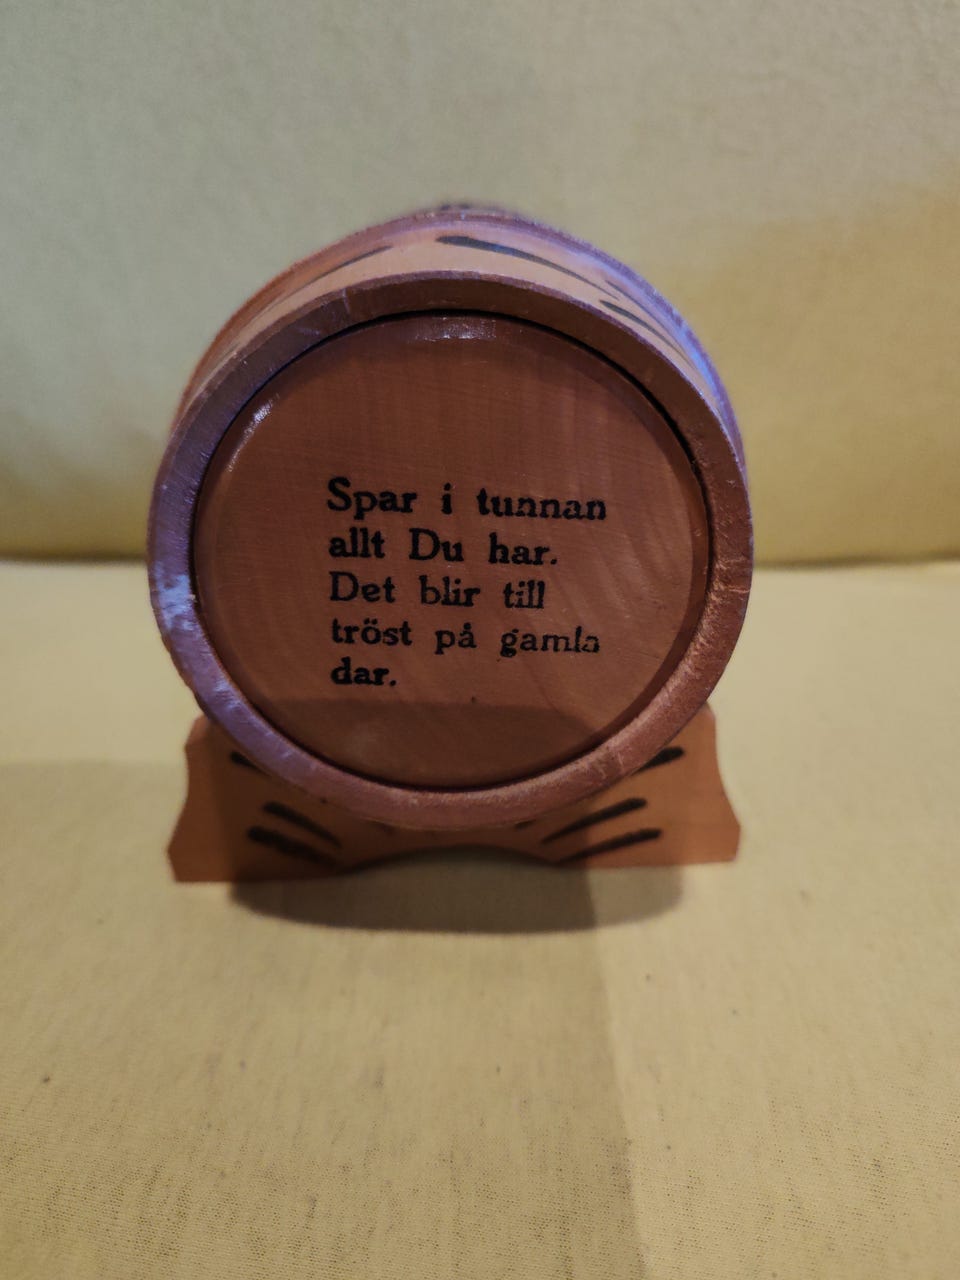 Spar i tunnan
allt Du har.
Det blir till
tröst på gamla
dar.